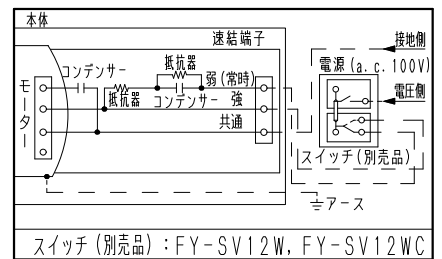 本体
速結端子
接地側
コンデンサー
抵抗器
弱(常時)
電源(a.c.100V)
モーター
抵抗器
コンデンサー
強
電圧側
共通
スイッチ(別売品)
アース
スイッチ(別売品):FY-SV12W,FY-SV12WC